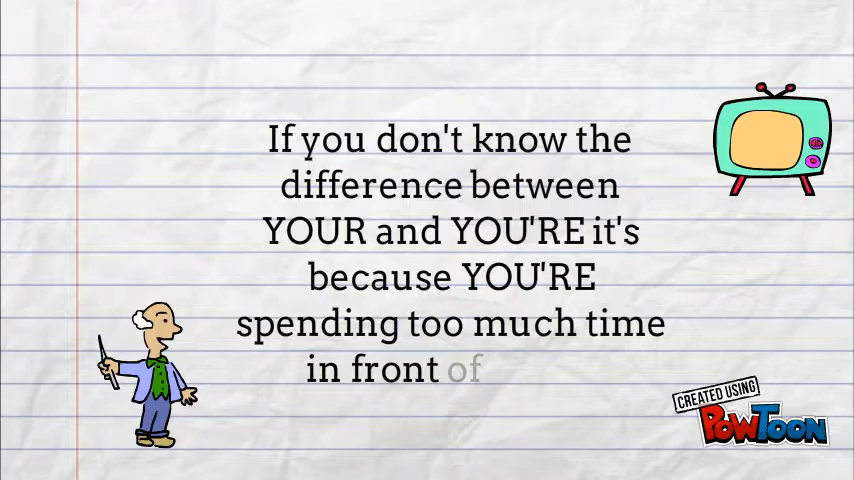 If you don't know the
difference between
YOUR and YOU'RE it's
because YOU'RE
spending too much time
in front of
CREATED USING
POWTOON